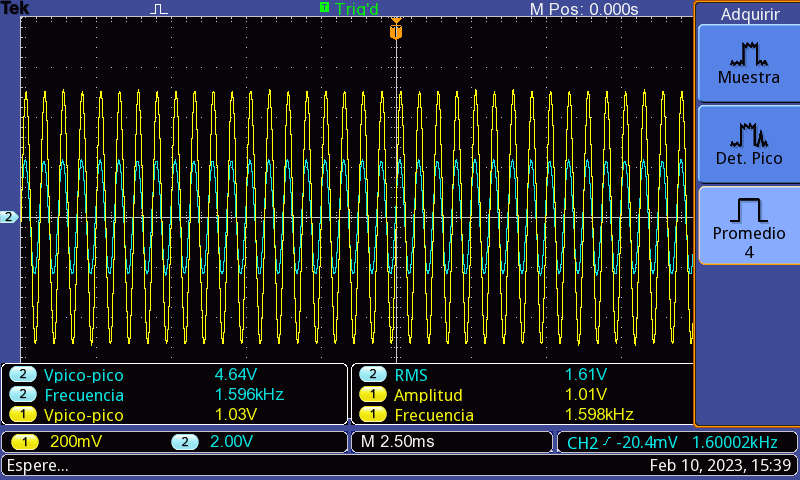 Tek T Trig'd M Pos: 0.000s
Adquirir
T
Muestra
Det. Pico
2
Promedio
4
2 Vpico-pico 4.64V
2 Frecuencia 1.596kHz
1 Vpico-pico 1.03V
2 RMS 1.61V
1 Amplitud 1.01V
1 Frecuencia 1.598kHz
1 200mV 2 2.00V M 2.50ms CH2 -20.4mV 1.60002kHz
Espere... Feb 10, 2023, 15:39